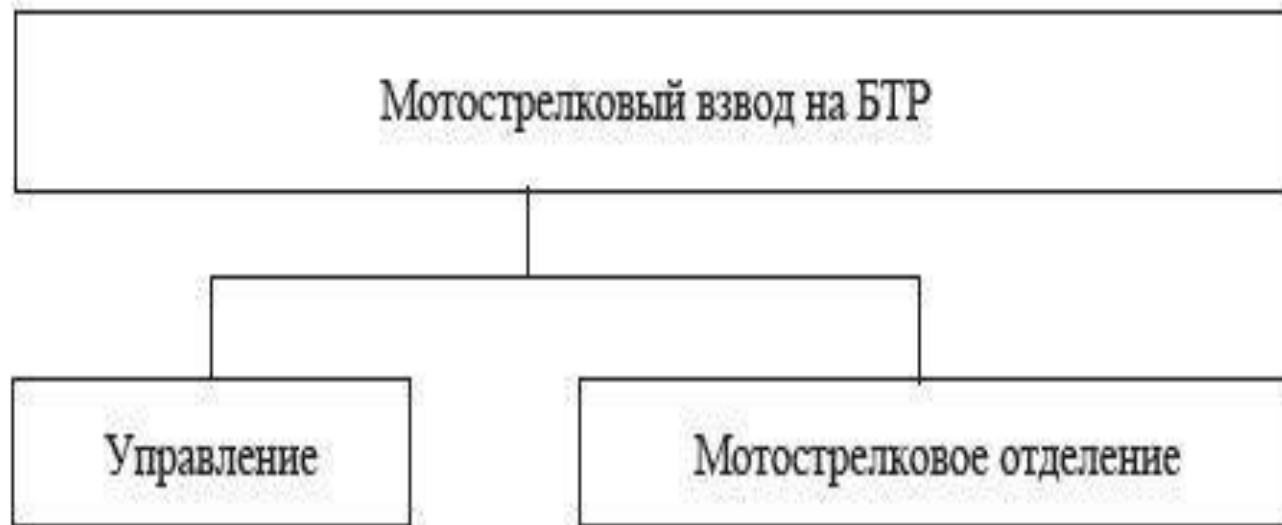 Мотострелковый взвод на БТР
Управление
Мотострелковое отделение